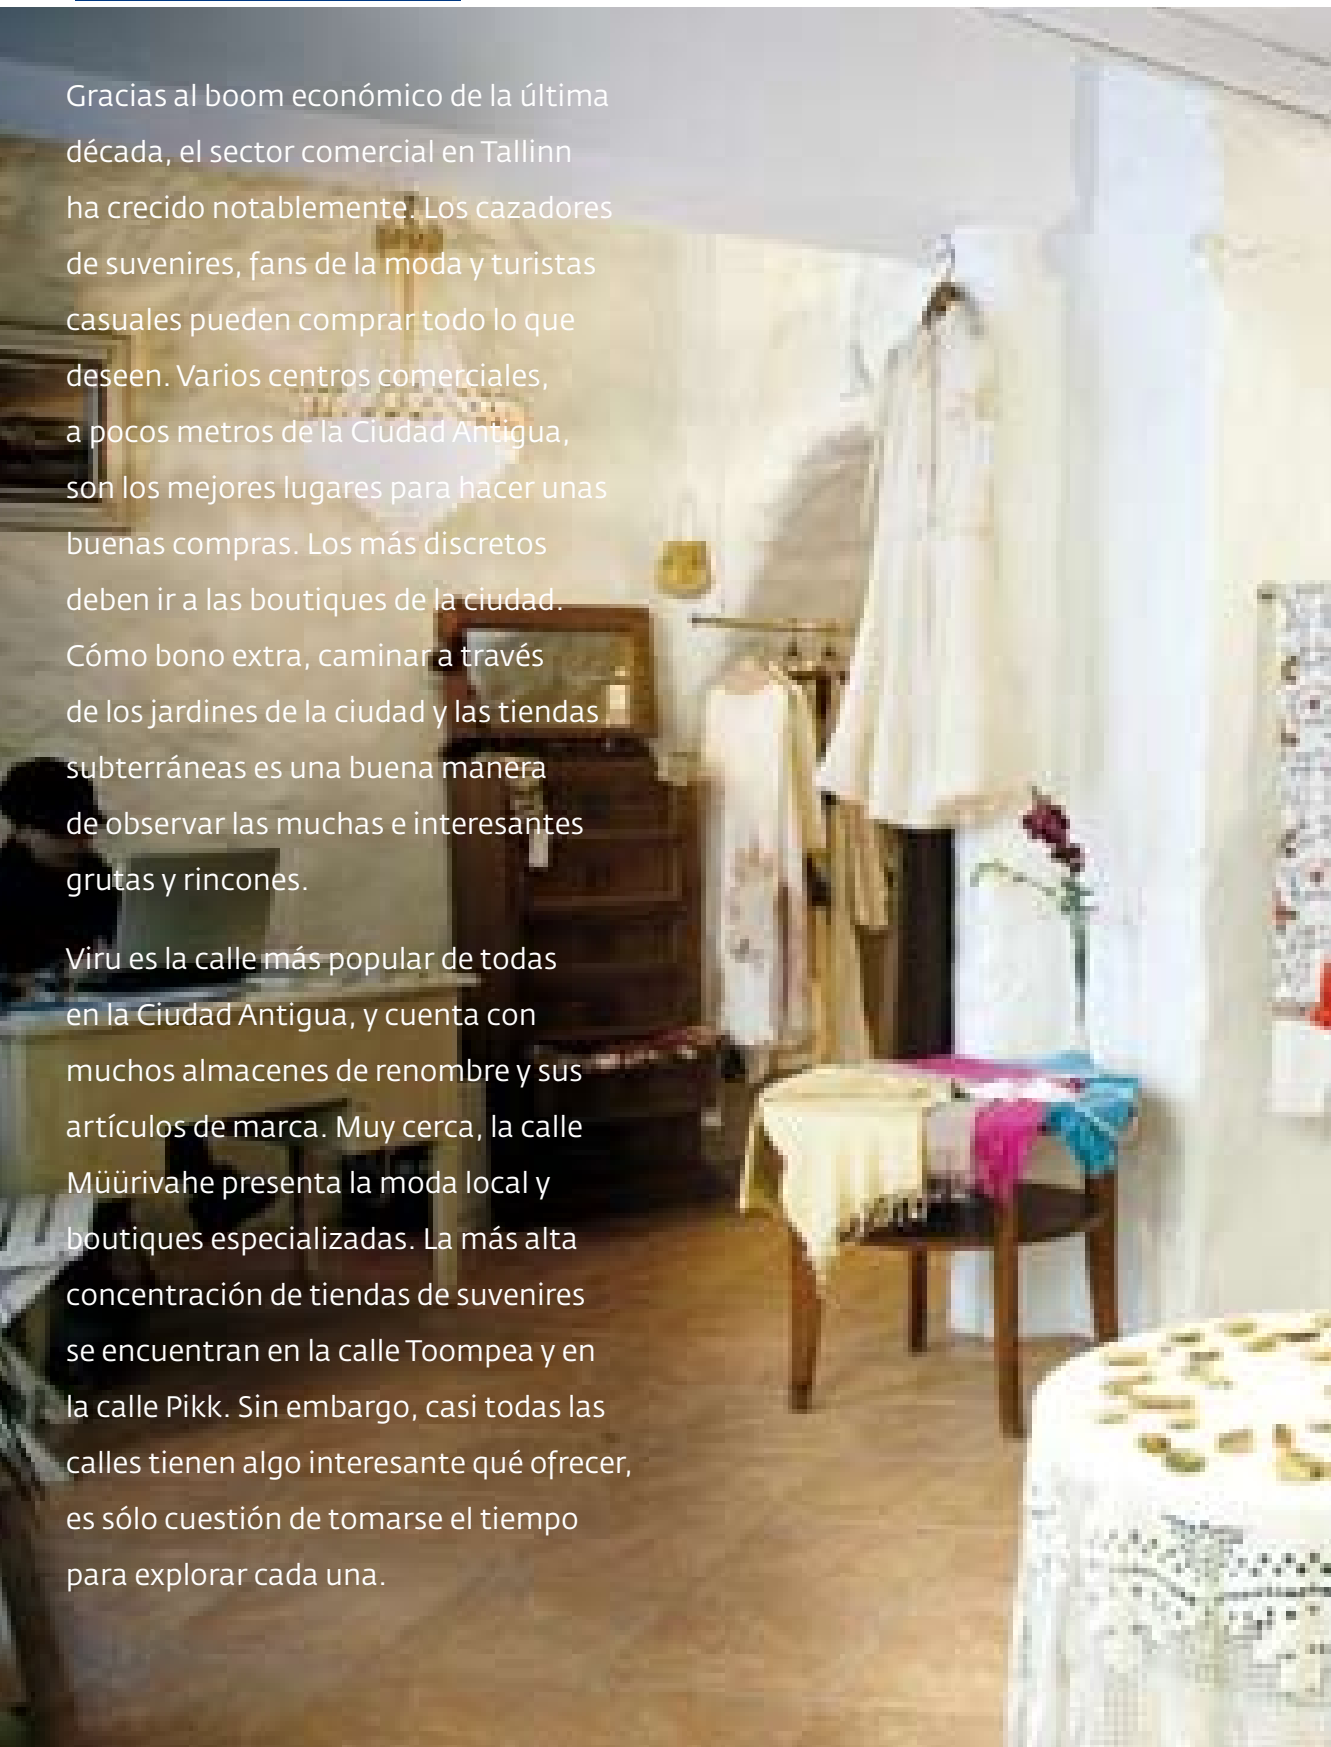 Gracias al boom económico de la última
década, el sector comercial en Tallinn
ha crecido notablemente. Los cazadores
de suvenires, fans de la moda y turistas
casuales pueden comprar todo lo que
deseen. Varios centros comerciales,
a pocos metros de la Ciudad Antigua,
son los mejores lugares para hacer unas
buenas compras. Los más discretos
deben ir a las boutiques de la ciudad.
Cómo bono extra, caminar a través
de los jardines de la ciudad y las tiendas
subterráneas es una buena manera
de observar las muchas e interesantes
grutas y rincones.
Viru es la calle más popular de todas
en la Ciudad Antigua, y cuenta con
muchos almacenes de renombre y sus
artículos de marca. Muy cerca, la calle
Müürivahe presenta la moda local y
boutiques especializadas. La más alta
concentración de tiendas de suvenires
se encuentran en la calle Toompea y en
la calle Pikk. Sin embargo, casi todas las
calles tienen algo interesante qué ofrecer,
es sólo cuestión de tomarse el tiempo
para explorar cada una.